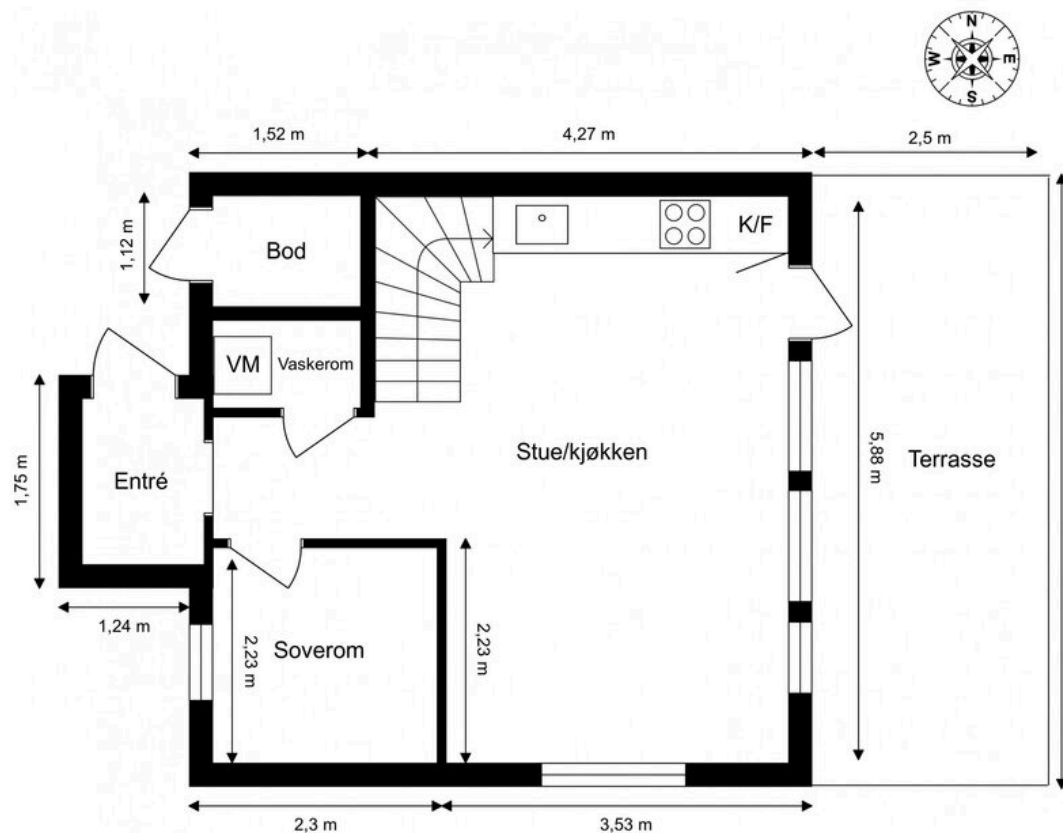 N
W
E
S
1,52 m
4,27 m
2,5 m
1,12 m
Bod
K/F
VM
Vaskerom
1,75 m
Entré
Stue/kjøkken
5,88 m
Terrasse
1,24 m
2,23 m
Soverom
2,23 m
2,3 m
3,53 m